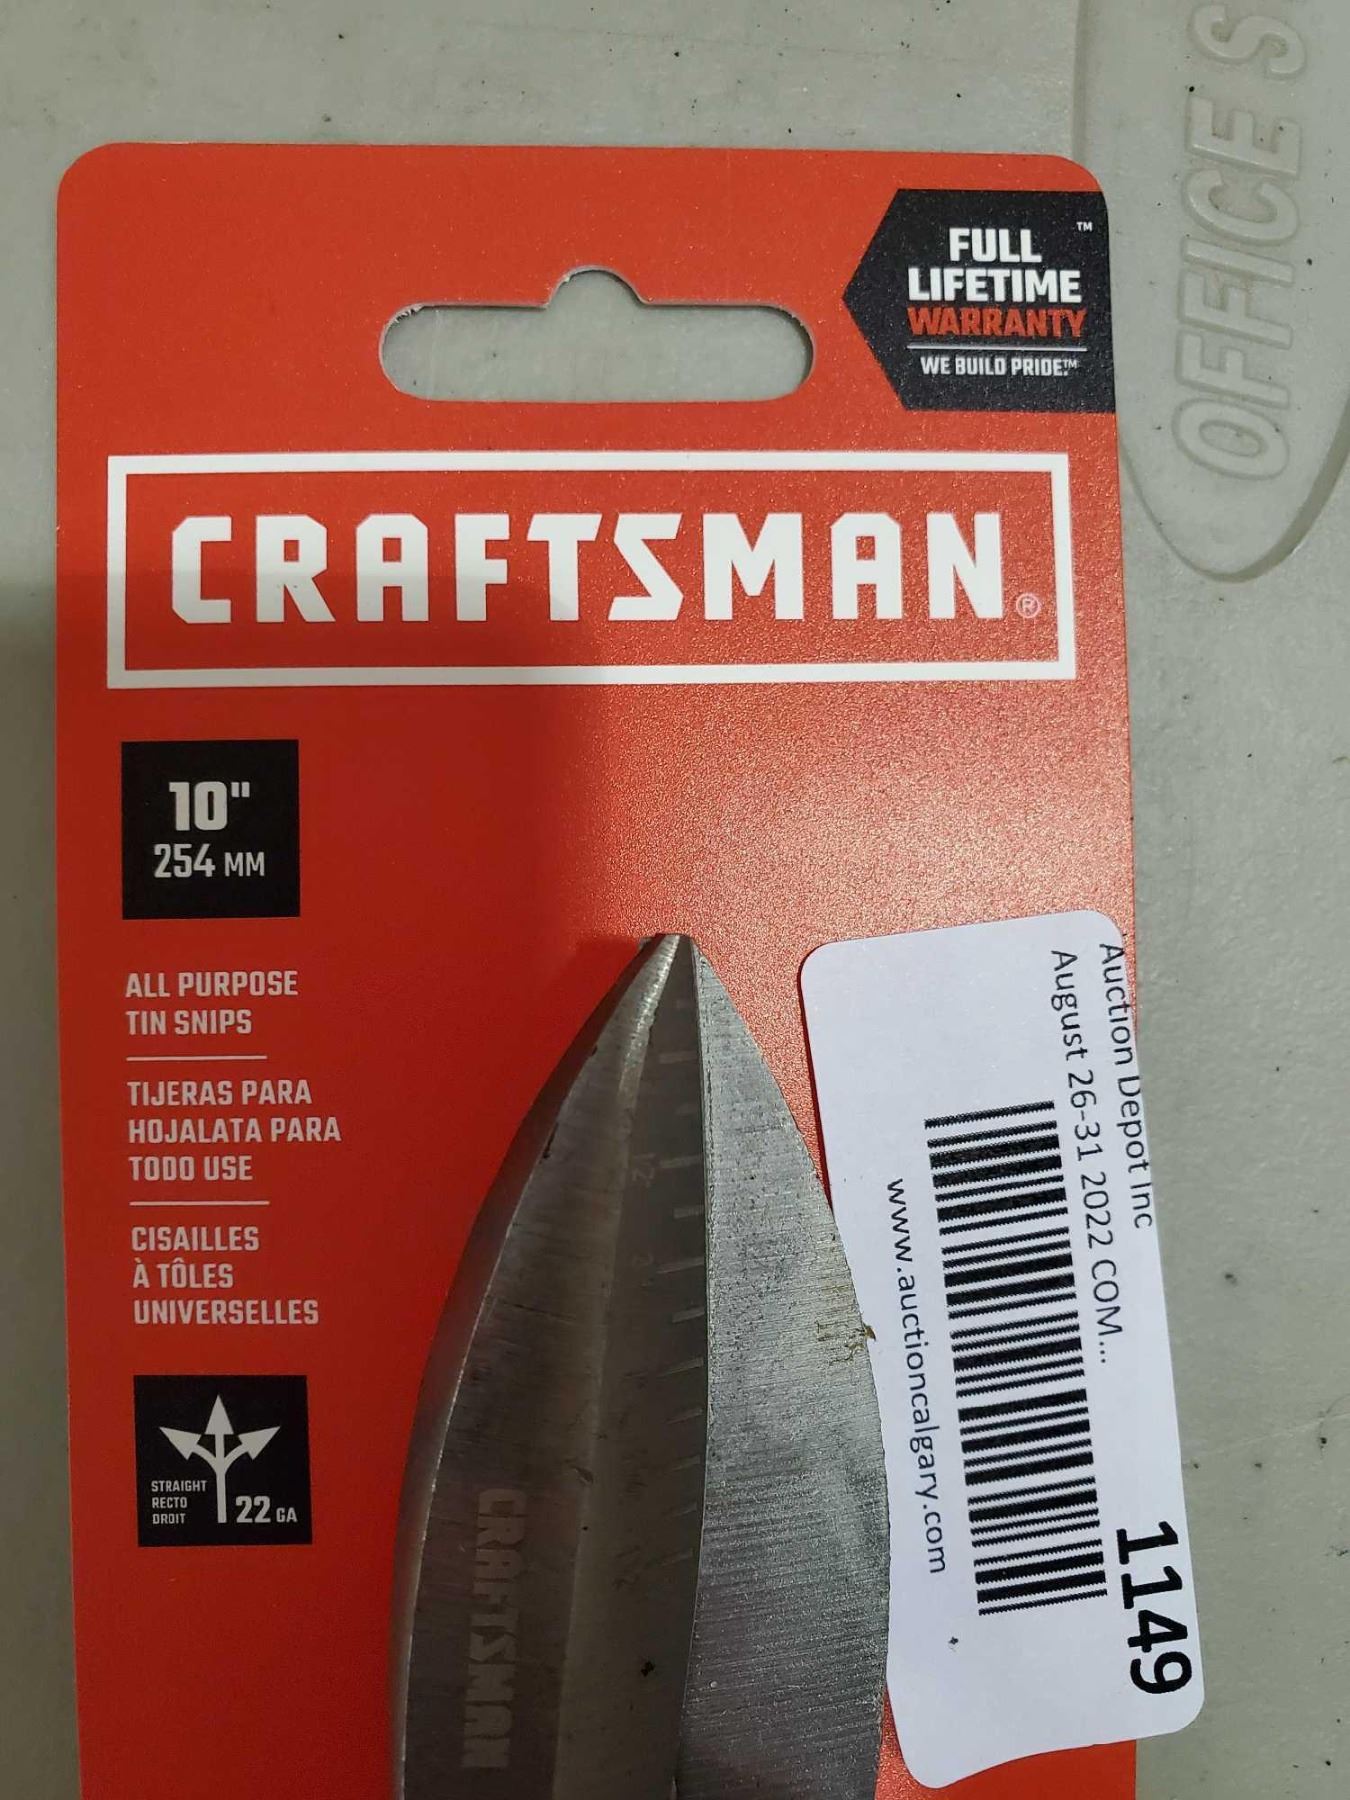 OFFICE S
FULL
LIFETIME
WARRANTY
™
WE BUILD PRIDE.™
CRAFTSMAN®
10"
254 MM
ALL PURPOSE
TIN SNIPS
TIJERAS PARA
HOJALATA PARA
TODO USE
CISAILLES
À TÔLES
UNIVERSELLES
STRAIGHT
RECTO
DROIT
22 GA
CRAFTSMAN
Auction Depot Inc
August 26-31 2022 COM...
www.auctioncalgary.com
1149